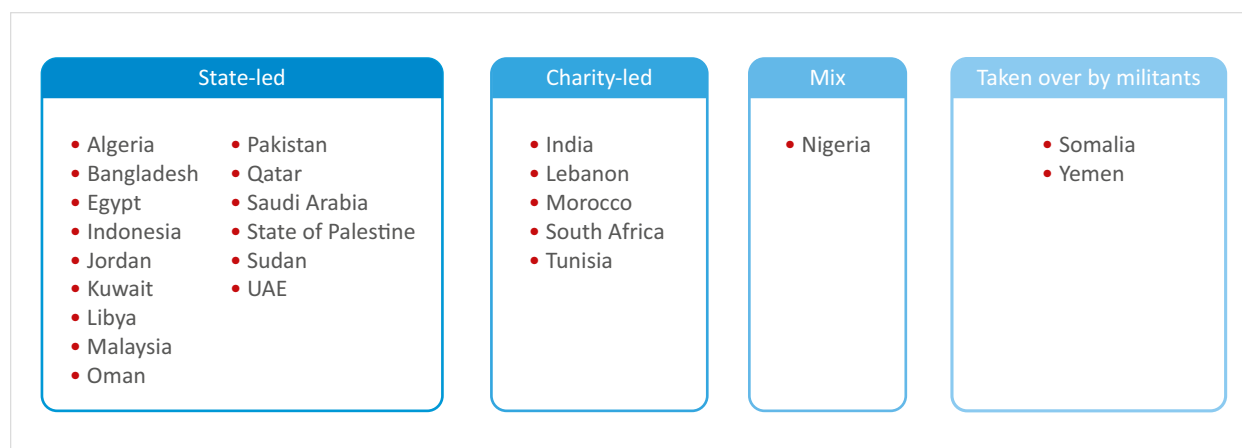 State-led
• Algeria
• Bangladesh
• Egypt
• Indonesia
• Jordan
• Kuwait
• Libya
• Malaysia
• Oman
• Pakistan
• Qatar
• Saudi Arabia
• State of Palestine
• Sudan
• UAE
Charity-led
• India
• Lebanon
• Morocco
• South Africa
• Tunisia
Mix
• Nigeria
Taken over by militants
• Somalia
• Yemen